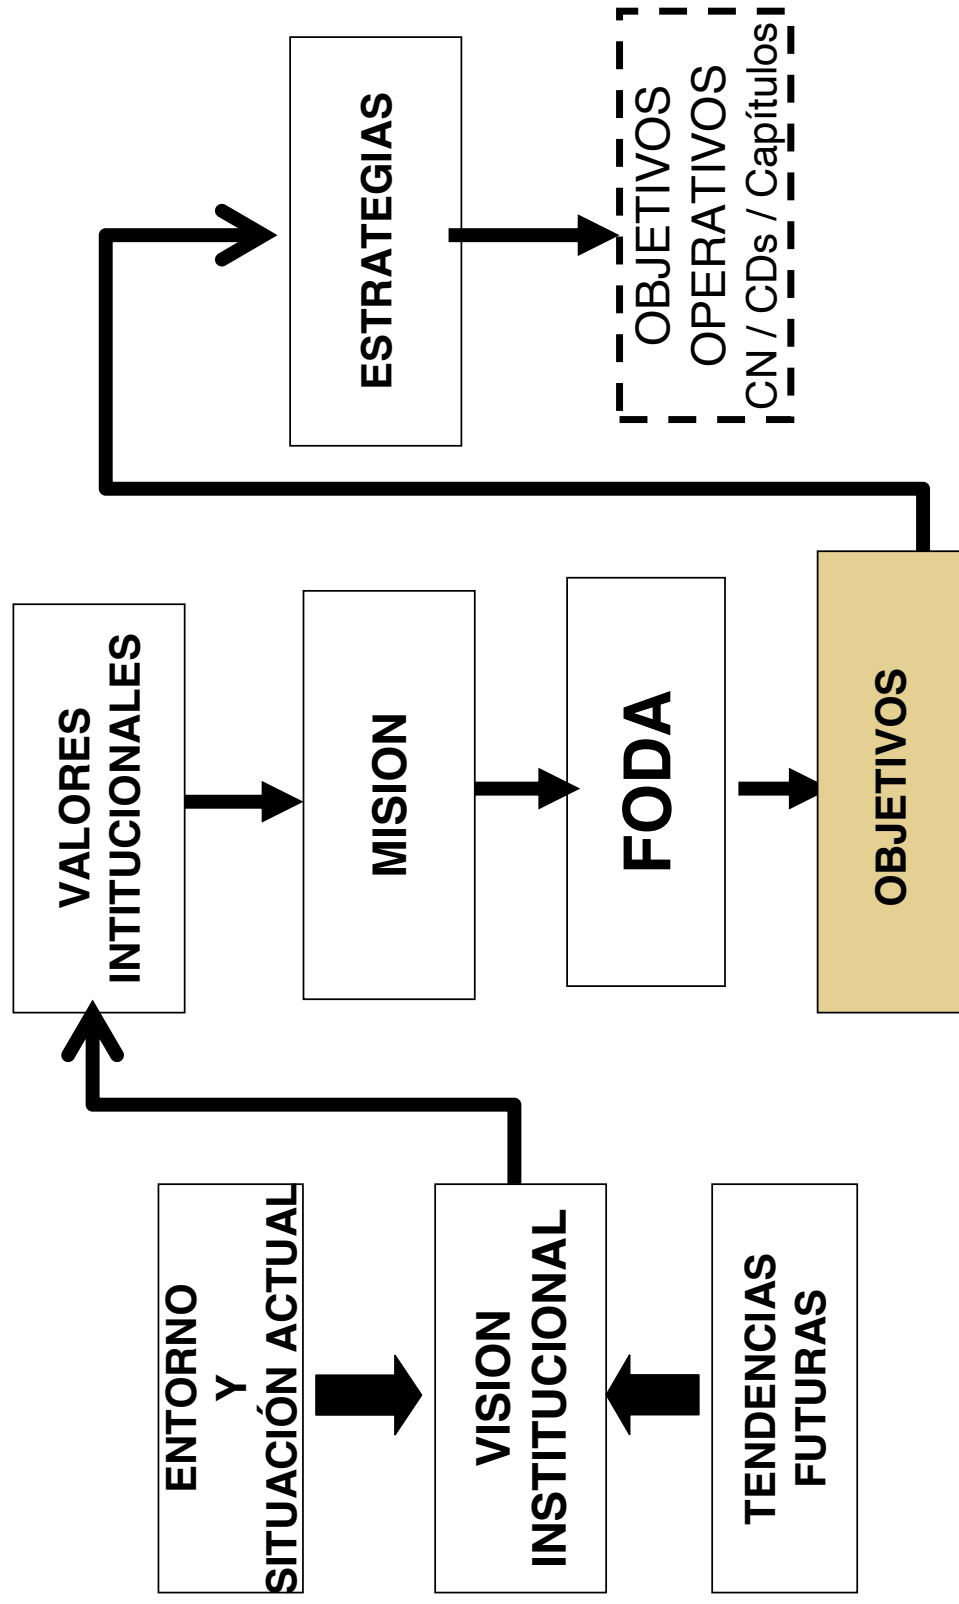 ENTORNO
Y
SITUACIÓN ACTUAL
VISION
INSTITUCIONAL
TENDENCIAS
FUTURAS
VALORES
INTITUCIONALES
MISION
FODA
OBJETIVOS
ESTRATEGIAS
OBJETIVOS
OPERATIVOS
CN / CDs / Capítulos